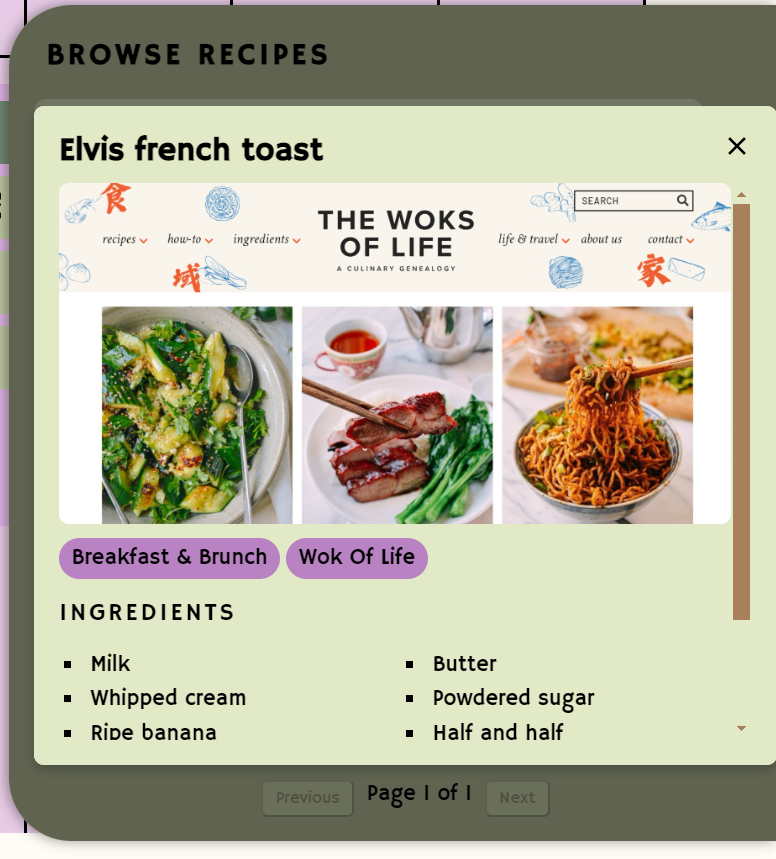 BROWSE RECIPES
Elvis french toast
食
SEARCH
THE WOKS
OF LIFE
A CULINARY GENEALOGY
recipes
how-to
ingredients
life & travel
about us
contact
域
家
Breakfast & Brunch
Wok Of Life
INGREDIENTS
Milk
Butter
Whipped cream
Powdered sugar
Ripe banana
Half and half
Previous
Page 1 of 1
Next